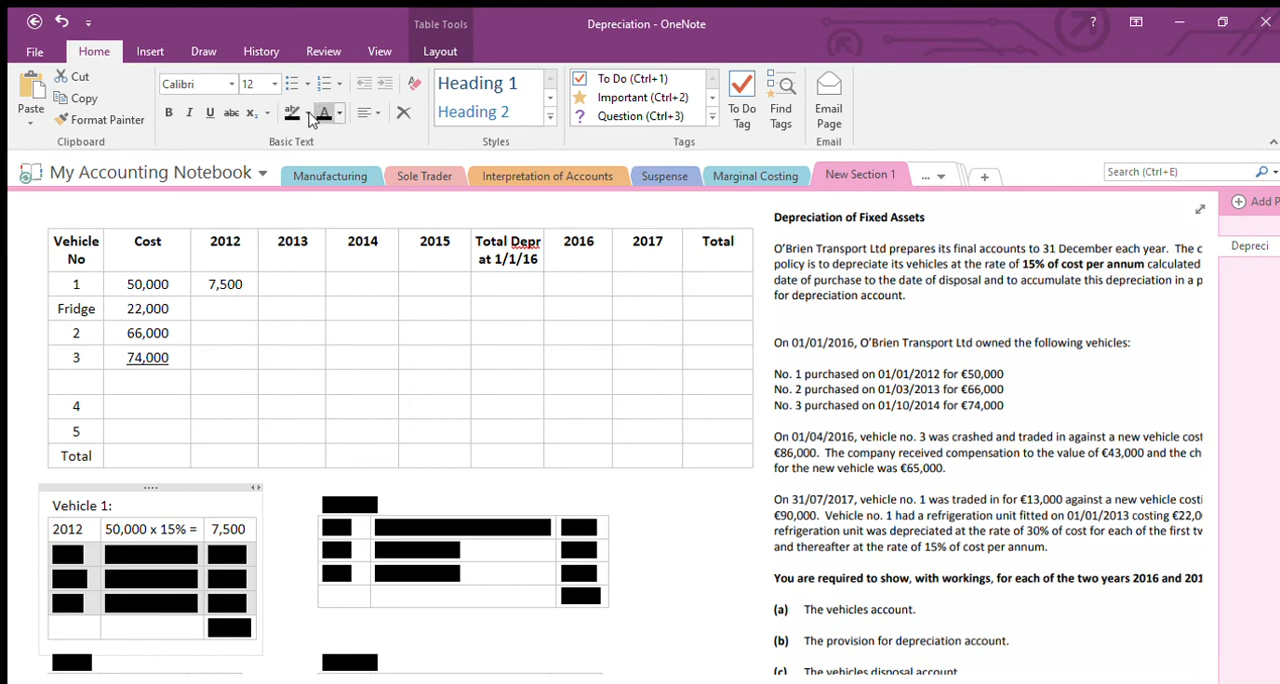 Table Tools
Depreciation - OneNote
?
File Home Insert Draw History Review View Layout
Paste
Cut
Copy
Format Painter
Clipboard
Calibri 12
B I U abc x₂ aby A
Basic Text
Heading 1
Heading 2
Styles
To Do (Ctrl+1)
Important (Ctrl+2)
? Question (Ctrl+3)
To Do Tag
Find Tags
Tags
Email Page
Email
My Accounting Notebook
Manufacturing Sole Trader Interpretation of Accounts Suspense Marginal Costing New Section 1 ... +
Search (Ctrl+E)
Add P
Depreci
Vehicle No Cost 2012 2013 2014 2015 Total Depr at 1/1/16 2016 2017 Total
1 50,000 7,500
Fridge 22,000
2 66,000
3 74,000
4
5
Total
Vehicle 1:
2012 50,000 x 15% = 7,500
Depreciation of Fixed Assets
O'Brien Transport Ltd prepares its final accounts to 31 December each year. The c
policy is to depreciate its vehicles at the rate of 15% of cost per annum calculated
date of purchase to the date of disposal and to accumulate this depreciation in a p
for depreciation account.
On 01/01/2016, O'Brien Transport Ltd owned the following vehicles:
No. 1 purchased on 01/01/2012 for €50,000
No. 2 purchased on 01/03/2013 for €66,000
No. 3 purchased on 01/10/2014 for €74,000
On 01/04/2016, vehicle no. 3 was crashed and traded in against a new vehicle cost
€86,000. The company received compensation to the value of €43,000 and the ch
for the new vehicle was €65,000.
On 31/07/2017, vehicle no. 1 was traded in for €13,000 against a new vehicle costi
€90,000. Vehicle no. 1 had a refrigeration unit fitted on 01/01/2013 costing €22,0
refrigeration unit was depreciated at the rate of 30% of cost for each of the first tw
and thereafter at the rate of 15% of cost per annum.
You are required to show, with workings, for each of the two years 2016 and 201
(a) The vehicles account.
(b) The provision for depreciation account.
(c) The vehicles disposal account